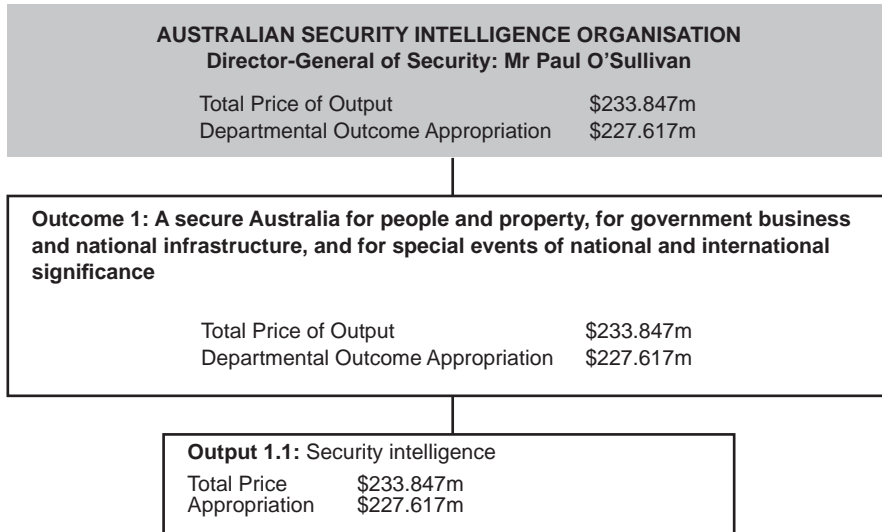 AUSTRALIAN SECURITY INTELLIGENCE ORGANISATION
Director-General of Security: Mr Paul O’Sullivan
Total Price of Output $233.847m
Departmental Outcome Appropriation $227.617m
Outcome 1: A secure Australia for people and property, for government business
and national infrastructure, and for special events of national and international
significance
Total Price of Output $233.847m
Departmental Outcome Appropriation $227.617m
Output 1.1: Security intelligence
Total Price $233.847m
Appropriation $227.617m